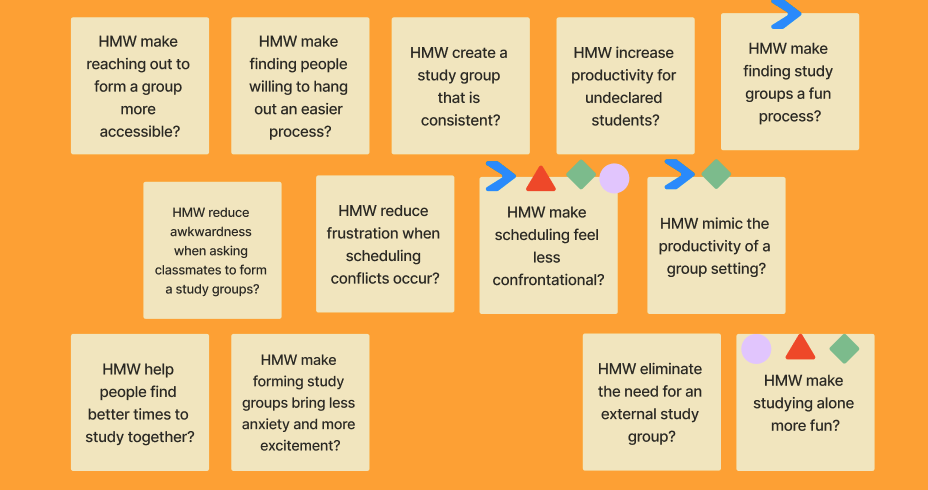 HMW make
reaching out to
form a group
more
accessible?
HMW make
finding people
willing to hang
out an easier
process?
HMW create a
study group
that is
consistent?
HMW increase
productivity for
undeclared
students?
HMW make
finding study
groups a fun
process?
HMW reduce
awkwardness
when asking
classmates to form
a study groups?
HMW reduce
frustration when
scheduling
conflicts occur?
HMW make
scheduling feel
less
confrontational?
HMW mimic the
productivity of a
group setting?
HMW help
people find
better times to
study together?
HMW make
forming study
groups bring less
anxiety and more
excitement?
HMW eliminate
the need for an
external study
group?
HMW make
studying alone
more fun?